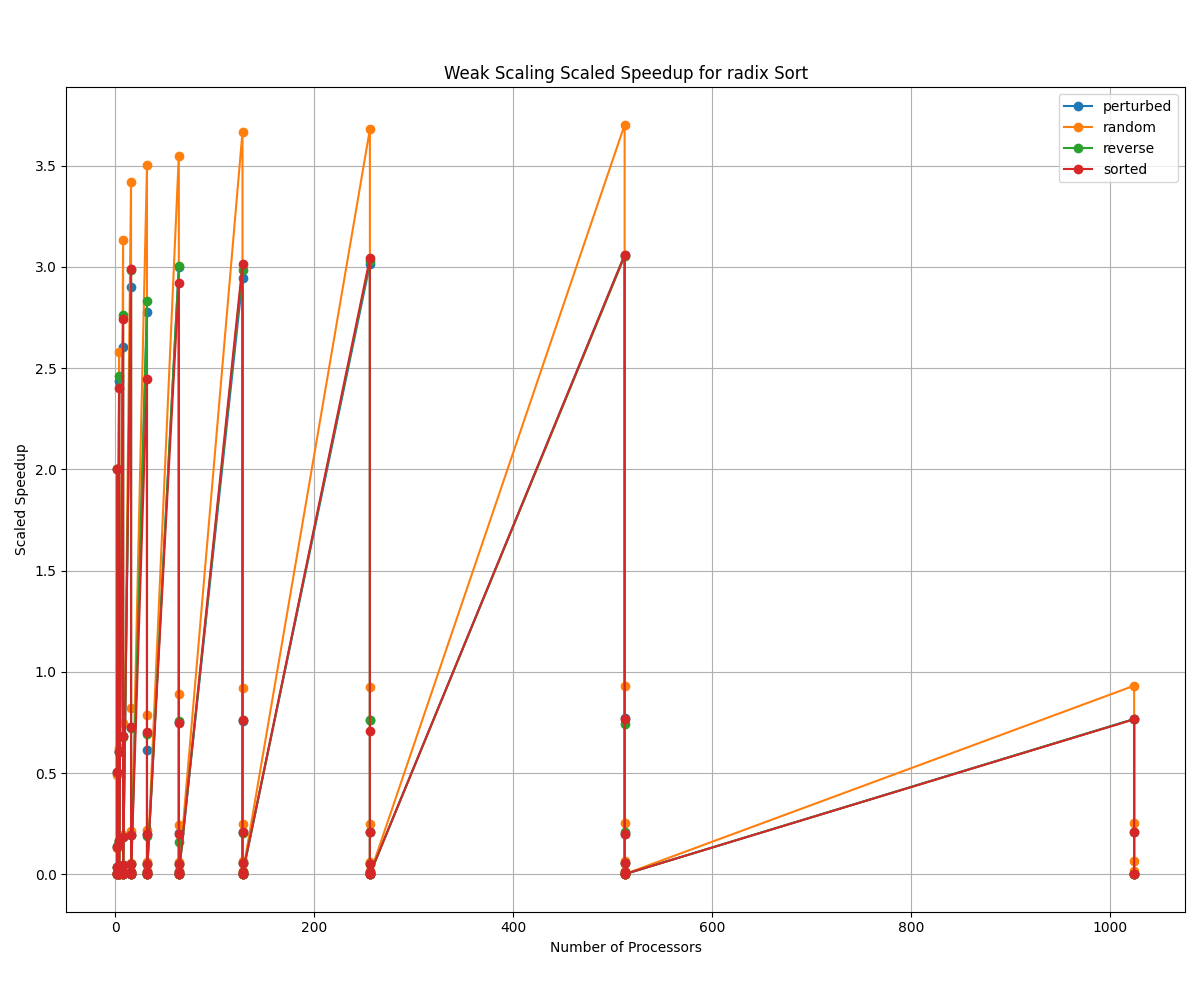 Weak Scaling Scaled Speedup for radix Sort
perturbed
random
reverse
sorted
Scaled Speedup
3.5
3.0
2.5
2.0
1.5
1.0
0.5
0.0
0
200
400
600
800
1000
Number of Processors